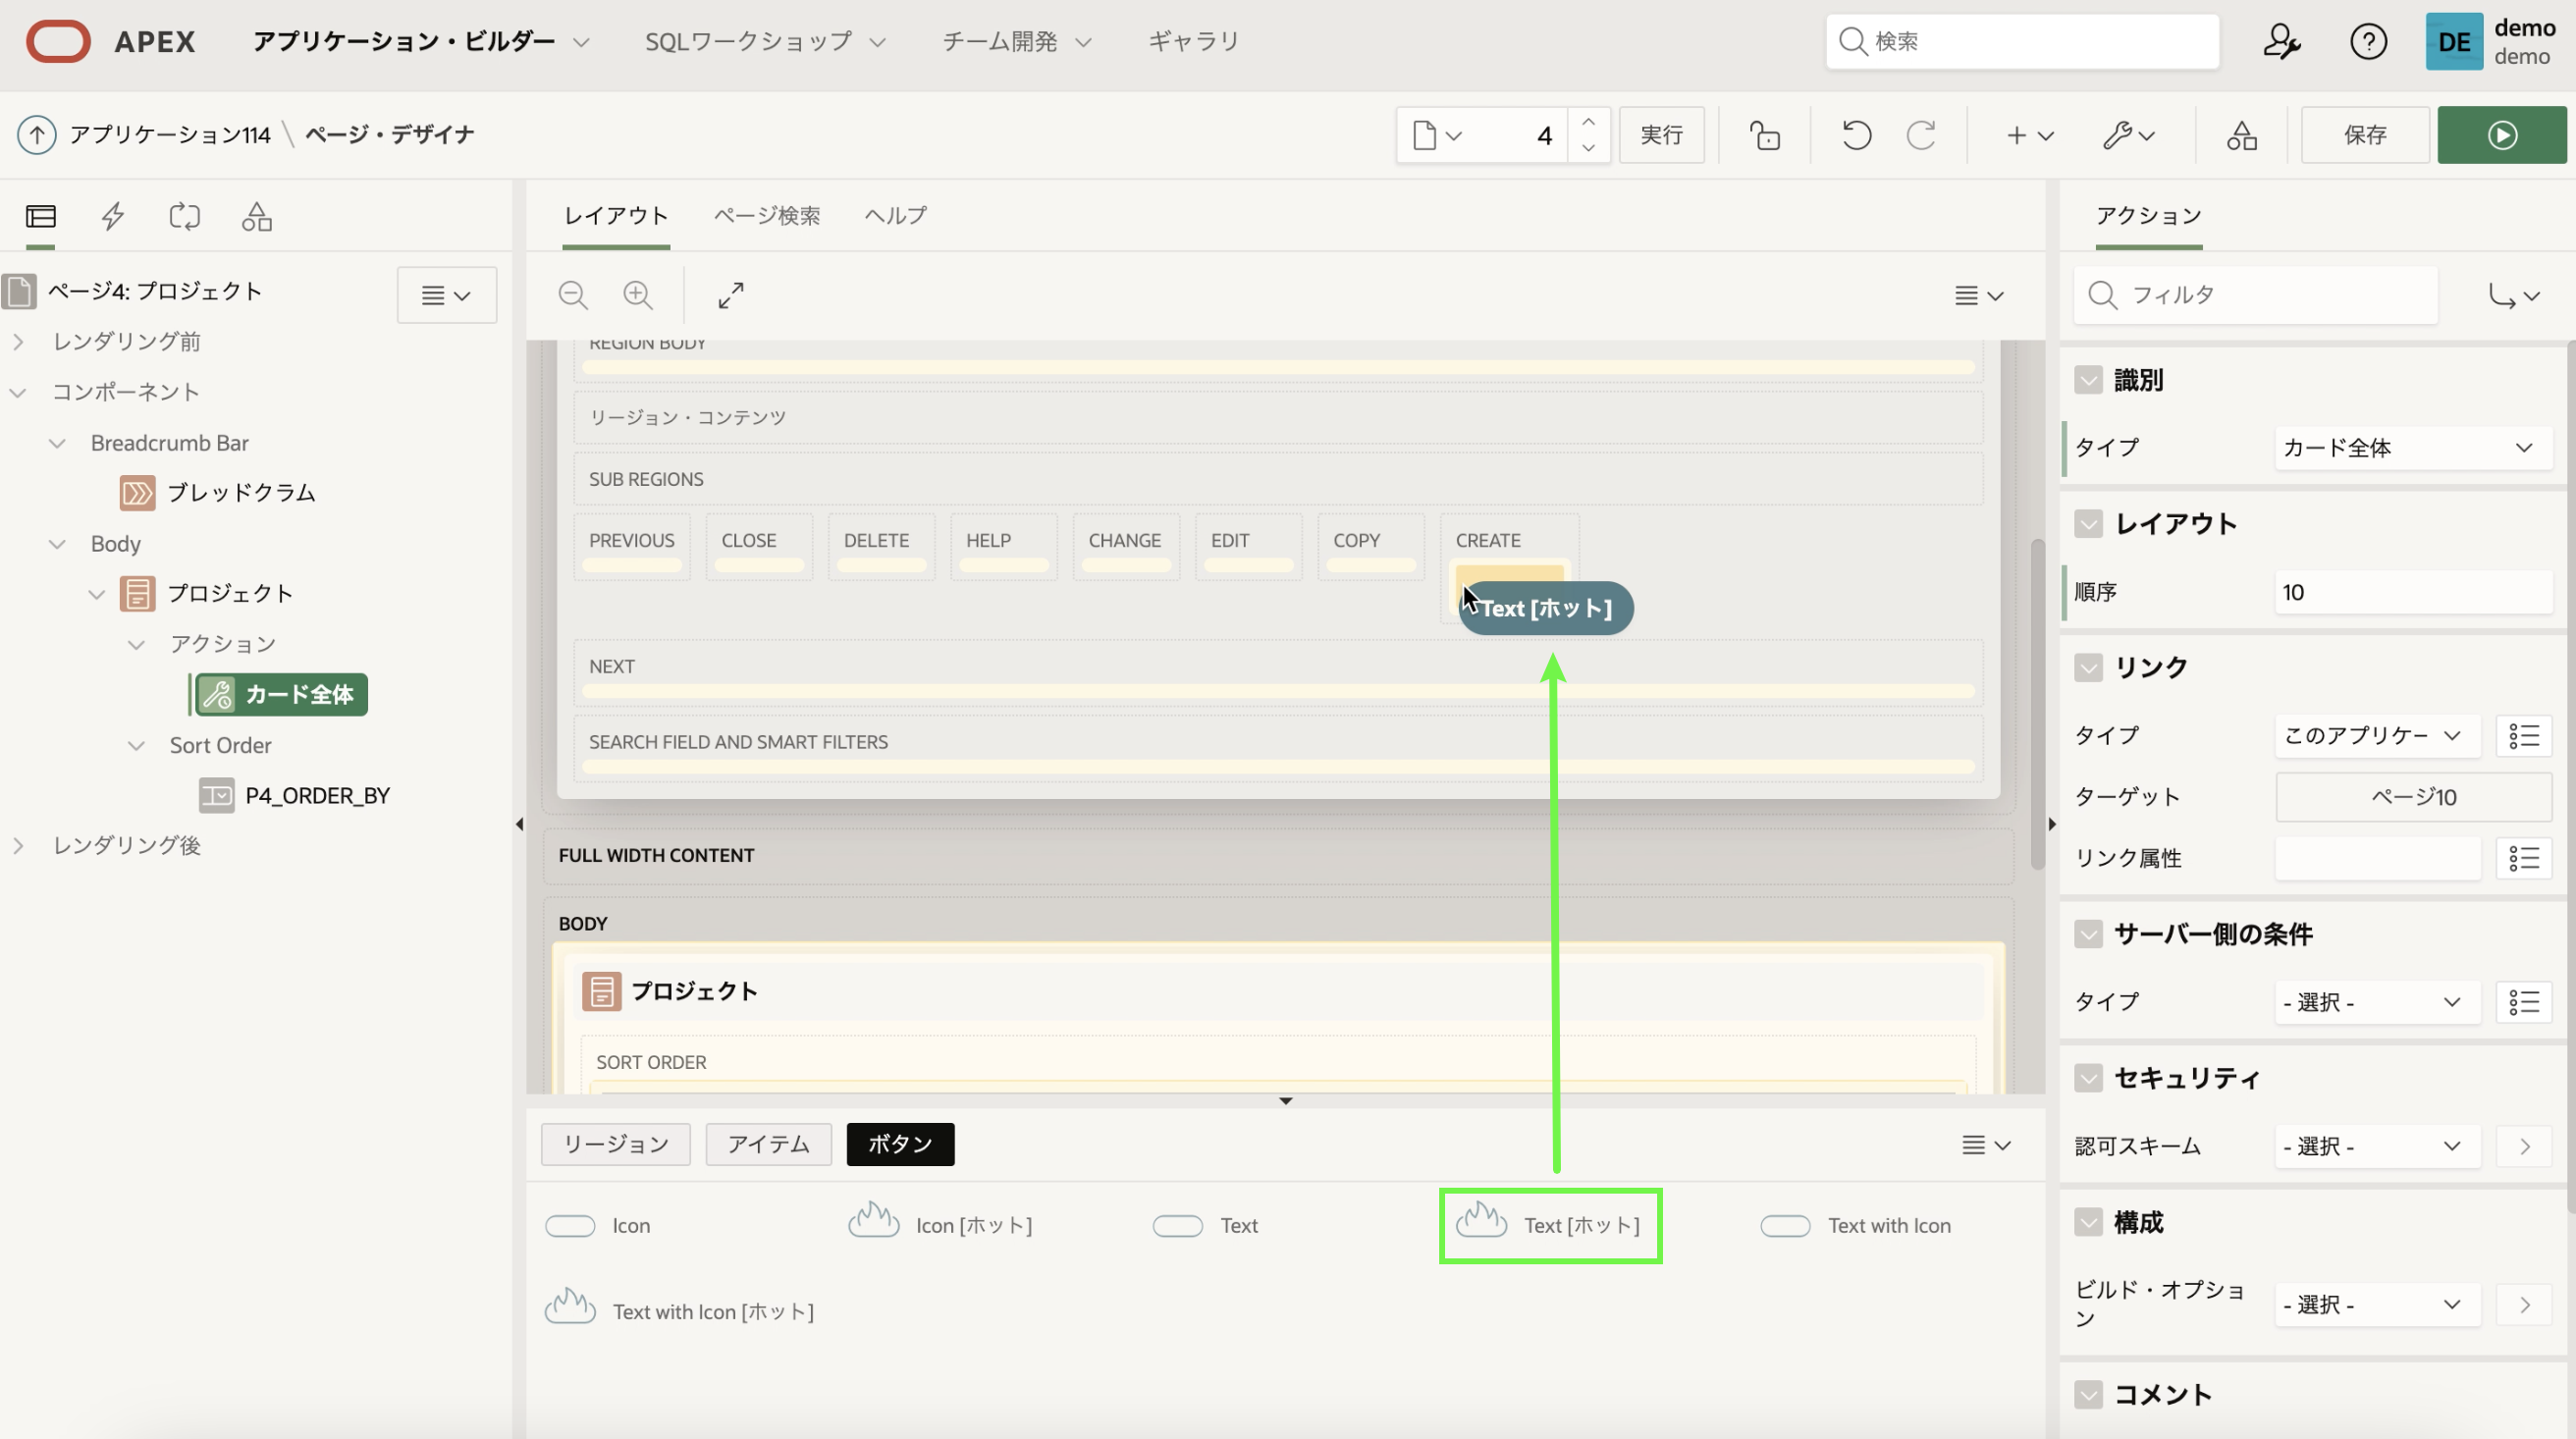 APEX
アプリケーション・ビルダー
SQLワークショップ
チーム開発
ギャラリ
検索
DE
demo
demo
アプリケーション114 \ ページ・デザイナ
4
実行
保存
ページ4: プロジェクト
レンダリング前
コンポーネント
Breadcrumb Bar
ブレッドクラム
Body
プロジェクト
アクション
カード全体
Sort Order
P4_ORDER_BY
レンダリング後
レイアウト
ページ検索
ヘルプ
REGION BODY
リージョン・コンテンツ
SUB REGIONS
PREVIOUS
CLOSE
DELETE
HELP
CHANGE
EDIT
COPY
CREATE
Text [ホット]
NEXT
SEARCH FIELD AND SMART FILTERS
FULL WIDTH CONTENT
BODY
プロジェクト
SORT ORDER
リージョン
アイテム
ボタン
Icon
Icon [ホット]
Text
Text [ホット]
Text with Icon
Text with Icon [ホット]
アクション
フィルタ
識別
タイプ
カード全体
レイアウト
順序
10
リンク
タイプ
このアプリケー
ターゲット
ページ10
リンク属性
サーバー側の条件
タイプ
- 選択 -
セキュリティ
認可スキーム
- 選択 -
構成
ビルド・オプショ
ン
- 選択 -
コメント